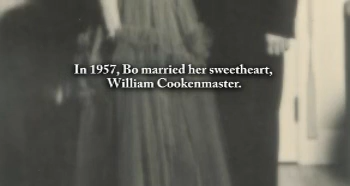 In 1957, Bo married her sweetheart,
William Cookenmaster.